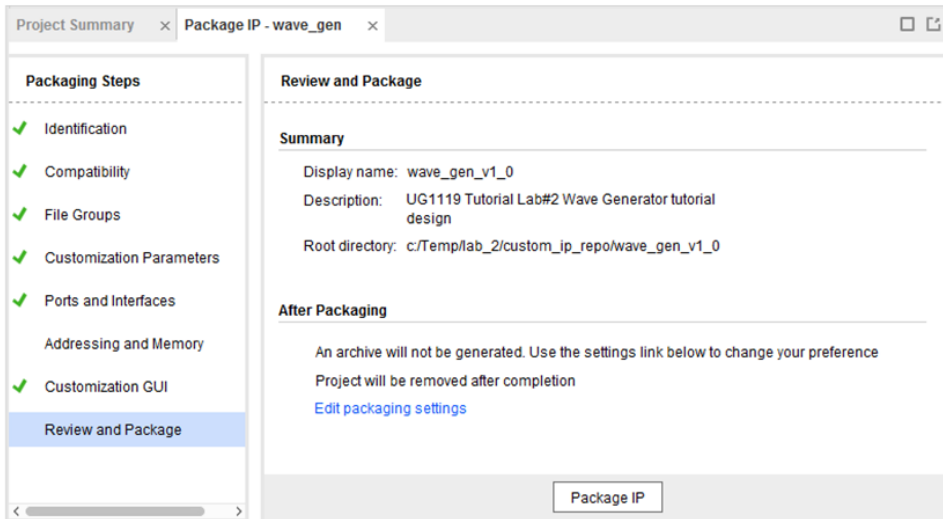 Project Summary × Package IP - wave_gen ×
Packaging Steps
Identification
Compatibility
File Groups
Customization Parameters
Ports and Interfaces
Addressing and Memory
Customization GUI
Review and Package
Review and Package
Summary
Display name: wave_gen_v1_0
Description: UG1119 Tutorial Lab#2 Wave Generator tutorial
design
Root directory: c:/Temp/lab_2/custom_ip_repo/wave_gen_v1_0
After Packaging
An archive will not be generated. Use the settings link below to change your preference
Project will be removed after completion
Edit packaging settings
Package IP